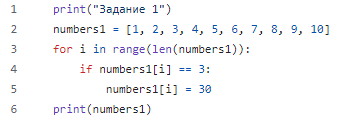 1 print("Задание 1")
2 numbers1 = [1, 2, 3, 4, 5, 6, 7, 8, 9, 10]
3 for i in range(len(numbers1)):
4     if numbers1[i] == 3:
5         numbers1[i] = 30
6 print(numbers1)